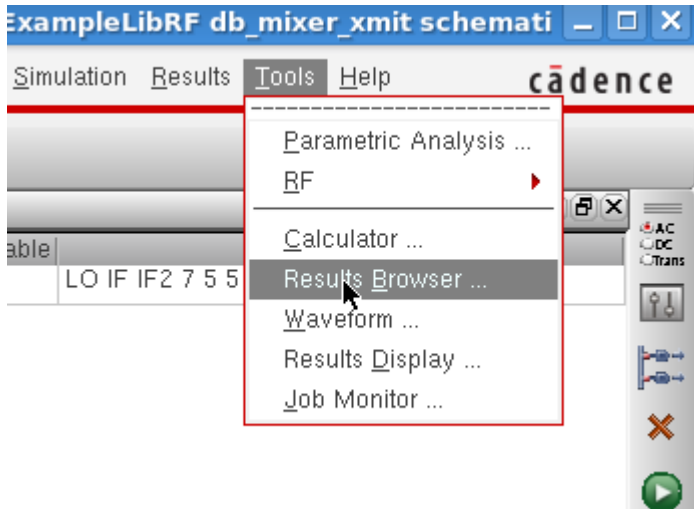 ExampleLibRF db_mixer_xmit schemati
Simulation Results Tools Help cādence
Parametric Analysis ...
RF
Calculator ...
AC
DC
Trans
able
LO IF IF2 7 5 5
Results Browser ...
Waveform ...
Results Display ...
Job Monitor ...